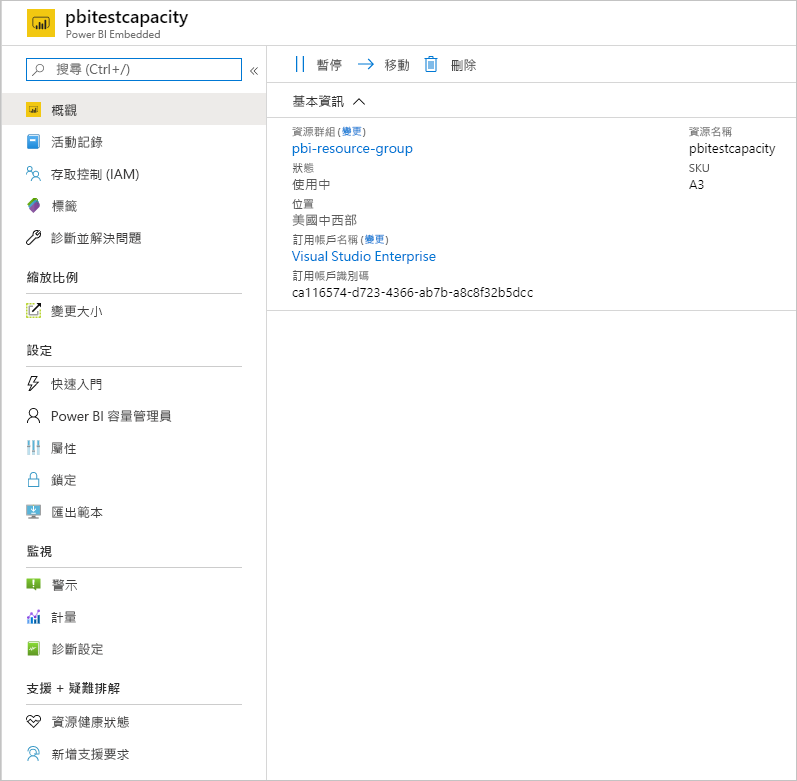 pbitestcapacity
Power BI Embedded
搜尋 (Ctrl+/)
«
概觀
活動記錄
存取控制 (IAM)
標籤
診斷並解決問題
縮放比例
變更大小
設定
快速入門
Power BI 容量管理員
屬性
鎖定
匯出範本
監視
警示
計量
診斷設定
支援 + 疑難排解
資源健康狀態
新增支援要求
暫停 移動 刪除
基本資訊
資源群組 (變更)
pbi-resource-group
狀態
使用中
位置
美國中西部
訂用帳戶名稱 (變更)
Visual Studio Enterprise
訂用帳戶識別碼
ca116574-d723-4366-ab7b-a8c8f32b5dcc
資源名稱
pbitestcapacity
SKU
A3